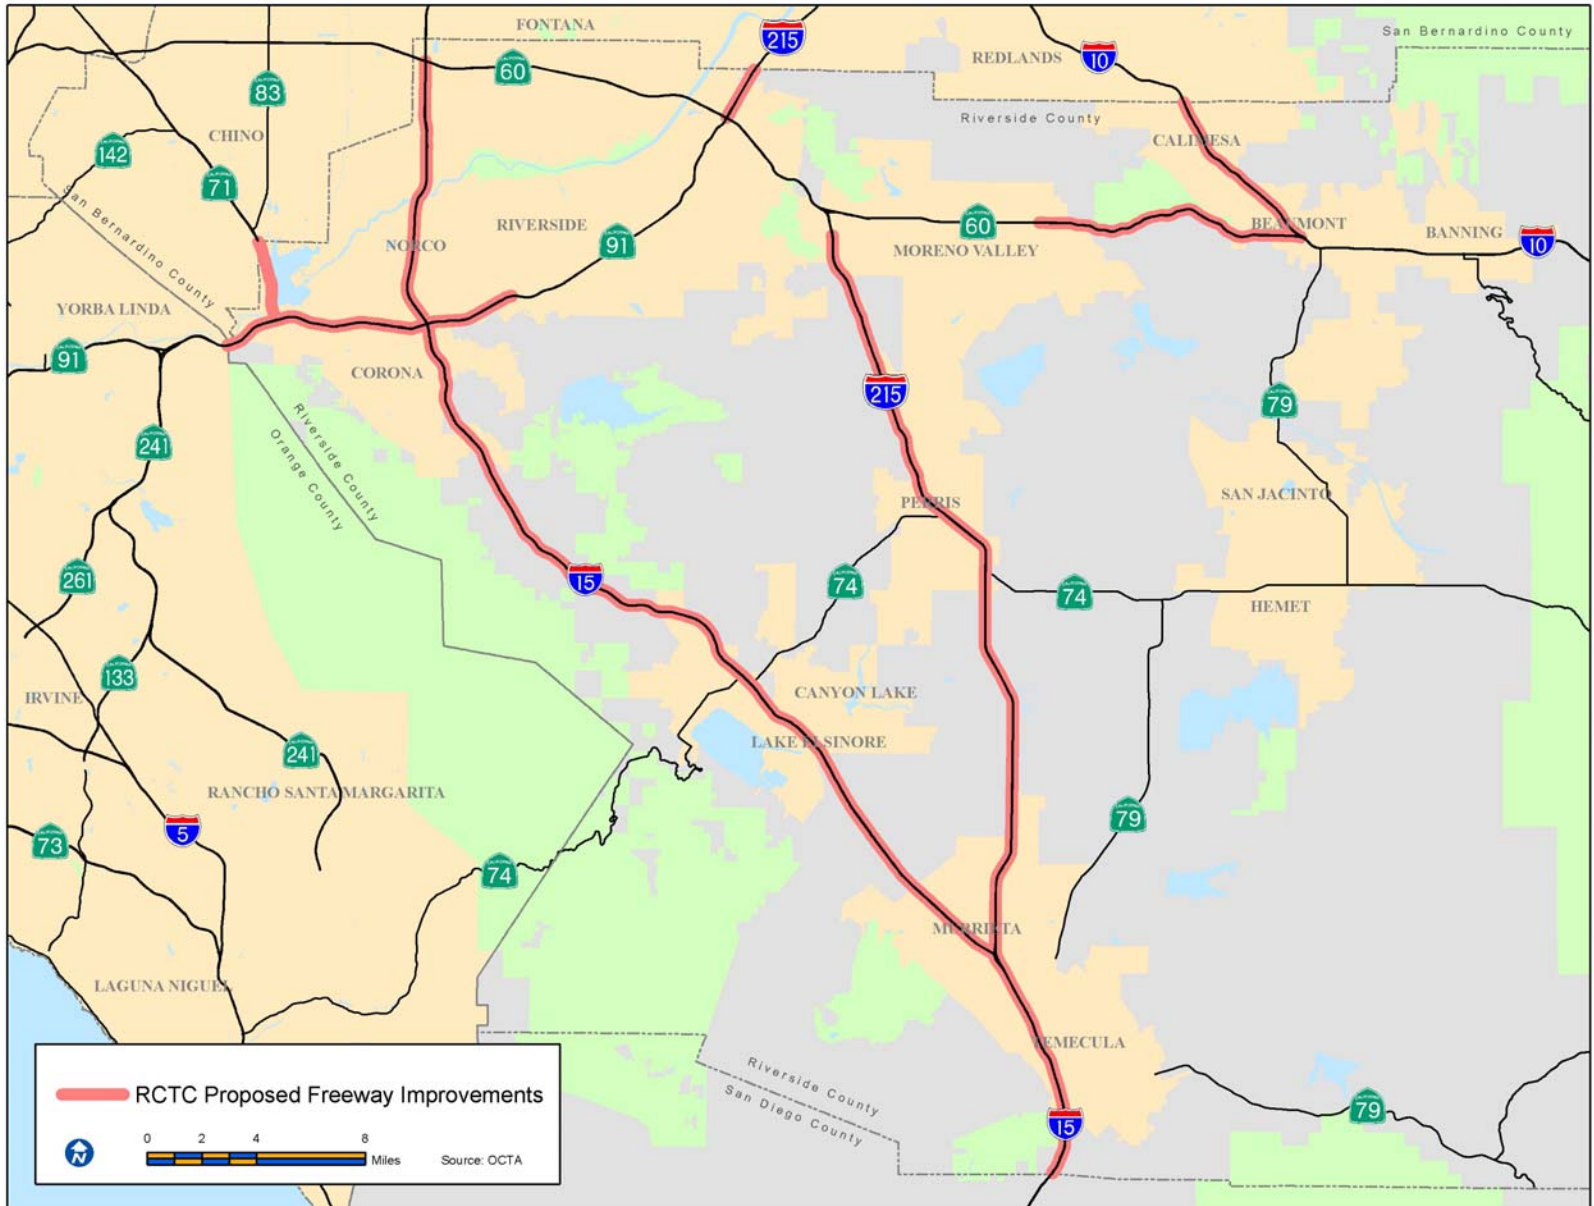 FONTANA
215
San Bernardino County
REDLANDS
10
60
CALIFORNIA
83
Riverside County
CHINO
CALIMESA
142
71
San Bernardino County
NORCO
RIVERSIDE
91
60
MORENO VALLEY
BEAUMONT
BANNING
10
YORBA LINDA
91
CORONA
215
79
Riverside County
Orange County
241
PERRIS
SAN JACINTO
261
15
74
74
HEMET
133
IRVINE
CANYON LAKE
241
LAKE ELSINORE
RANCHO SANTA MARGARITA
5
73
79
74
MURRIETA
LAGUNA NIGUEL
TEMECULA
Riverside County
San Diego County
15
79
RCTC Proposed Freeway Improvements
N
0 2 4 8
Miles
Source: OCTA